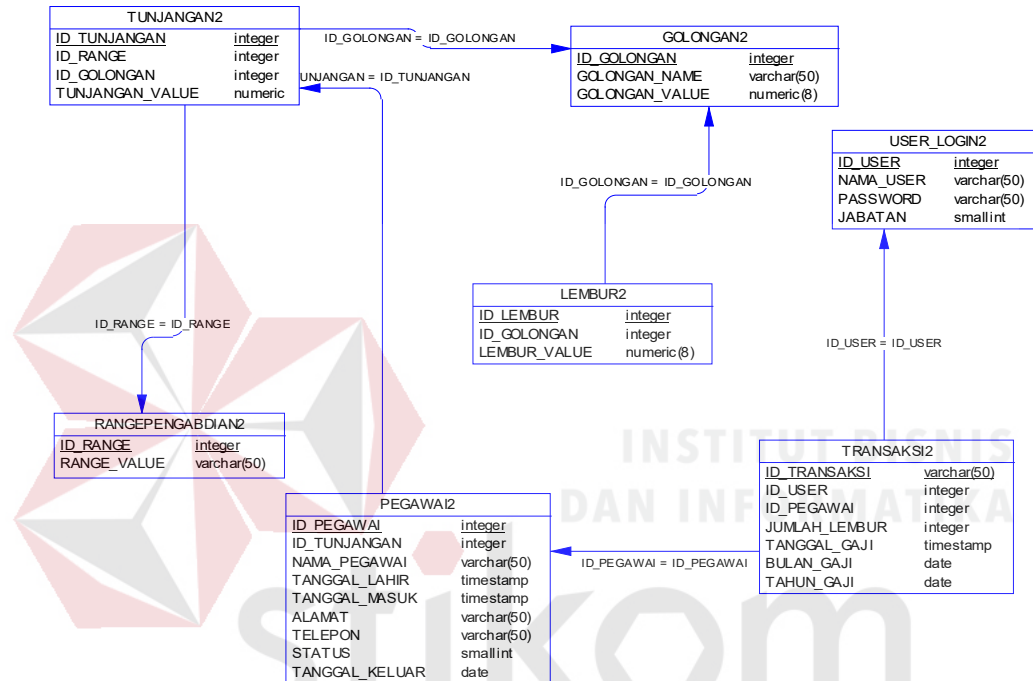 TUNJANGAN2
ID_TUNJANGAN integer
ID_RANGE integer
ID_GOLONGAN integer
TUNJANGAN_VALUE numeric
ID_GOLONGAN = ID_GOLONGAN
UNJANGAN = ID_TUNJANGAN
GOLONGAN2
ID_GOLONGAN integer
GOLONGAN_NAME varchar(50)
GOLONGAN_VALUE numeric(8)
USER_LOGIN2
ID_USER integer
NAMA_USER varchar(50)
PASSWORD varchar(50)
JABATAN smallint
ID_GOLONGAN = ID_GOLONGAN
LEMBUR2
ID_LEMBUR integer
ID_GOLONGAN integer
LEMBUR_VALUE numeric(8)
ID_RANGE = ID_RANGE
ID_USER = ID_USER
RANGEPENGABDIAN2
ID_RANGE integer
RANGE_VALUE varchar(50)
INSTITUT BISNIS
DAN INFORMATIKA
TRANSAKSI2
ID_TRANSAKSI varchar(50)
ID_USER integer
ID_PEGAWAI integer
JUMLAH_LEMBUR integer
TANGGAL_GAJI timestamp
BULAN_GAJI date
TAHUN_GAJI date
PEGAWAI2
ID_PEGAWAI integer
ID_TUNJANGAN integer
NAMA_PEGAWAI varchar(50)
TANGGAL_LAHIR timestamp
TANGGAL_MASUK timestamp
ALAMAT varchar(50)
TELEPON varchar(50)
STATUS smallint
TANGGAL_KELUAR date
ID_PEGAWAI = ID_PEGAWAI
stikom